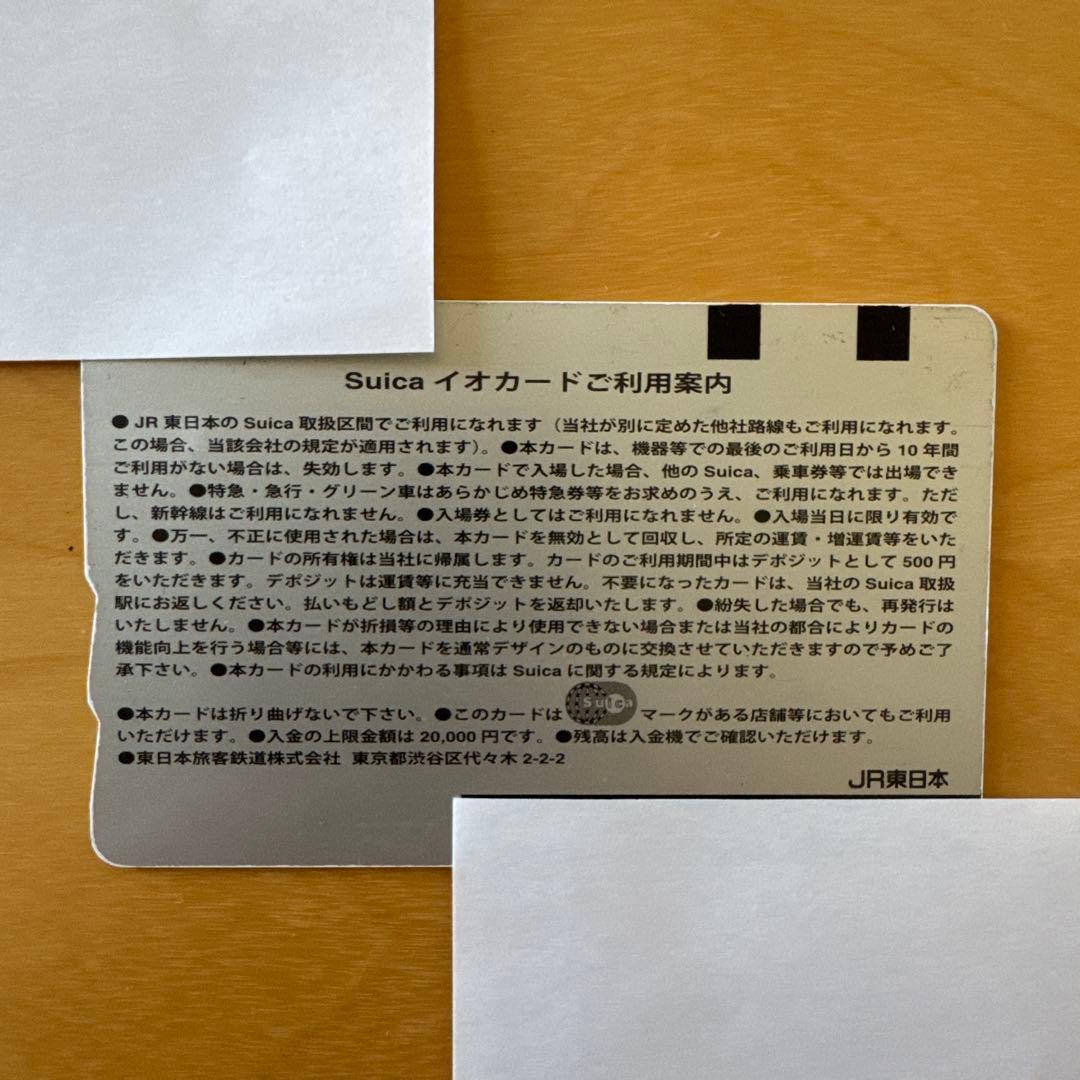 Suica イオカードご利用案内
● JR 東日本の Suica 取扱区間でご利用になれます（当社が別に定めた他社路線もご利用になれます。
この場合、当該会社の規定が適用されます）。●本カードは、機器等での最後のご利用日から 10 年間
ご利用がない場合は、失効します。●本カードで入場した場合、他の Suica、乗車券等では出場でき
ません。●特急・急行・グリーン車はあらかじめ特急券等をお求めのうえ、ご利用になれます。ただ
し、新幹線はご利用になれません。●入場券としてはご利用になれません。●入場当日に限り有効で
す。●万一、不正に使用された場合は、本カードを無効として回収し、所定の運賃・増運賃等をいた
だきます。●カードの所有権は当社に帰属します。カードのご利用期間中はデポジットとして 500 円
をいただきます。デポジットは運賃等に充当できません。不要になったカードは、当社の Suica 取扱
駅にお返しください。払いもどし額とデポジットを返却いたします。●紛失した場合でも、再発行は
いたしません。●本カードが折損等の理由により使用できない場合または当社の都合によりカードの
機能向上を行う場合等には、本カードを通常デザインのものに交換させていただきますので予めご了
承下さい。●本カードの利用にかかわる事項は Suica に関する規定によります。
●本カードは折り曲げないで下さい。●このカードは Suica マークがある店舗等においてもご利用
いただけます。●入金の上限金額は 20,000 円です。●残高は入金機でご確認いただけます。
●東日本旅客鉄道株式会社 東京都渋谷区代々木 2-2-2
JR東日本